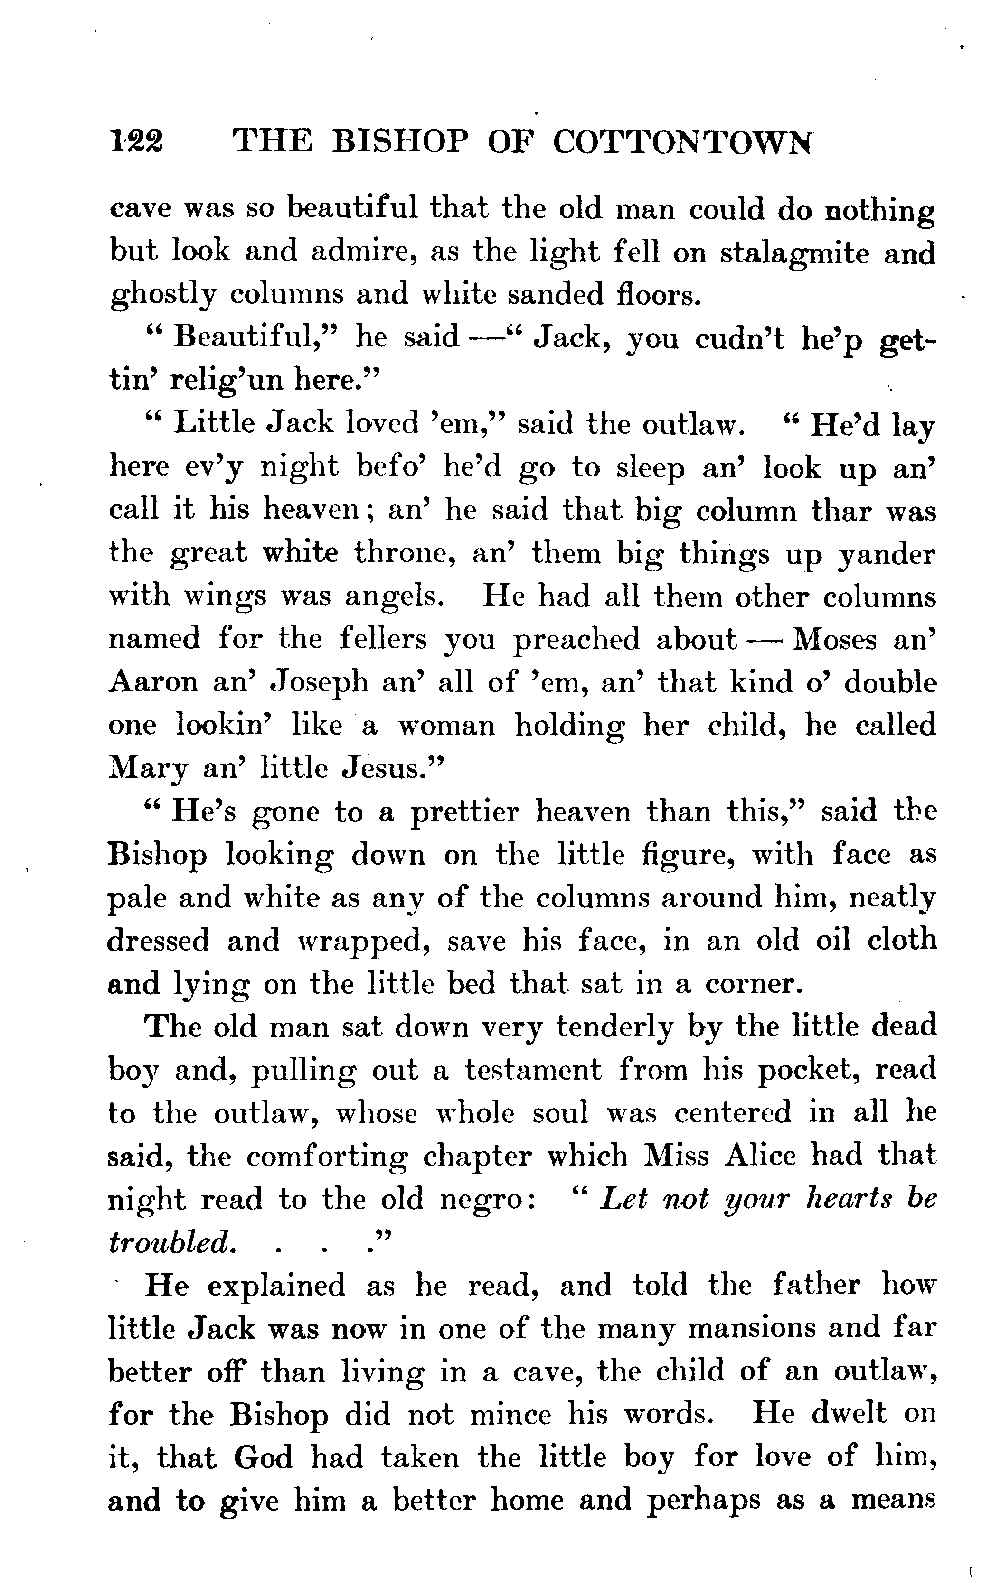 122 THE BISHOP OF COTTONTOWN
cave was so beautiful that the old man could do nothing
but look and admire, as the light fell on stalagmite and
ghostly columns and white sanded floors.
“ Beautiful,” he said —“ Jack, you cudn’t he’p get-
tin’ relig’un here.”
“ Little Jack loved ’em,” said the outlaw. “ He’d lay
here ev’y night befo’ he’d go to sleep an’ look up an’
call it his heaven; an’ he said that big column thar was
the great white throne, an’ them big things up yander
with wings was angels. He had all them other columns
named for the fellers you preached about — Moses an’
Aaron an’ Joseph an’ all of ’em, an’ that kind o’ double
one lookin’ like a woman holding her child, he called
Mary an’ little Jesus.”
“ He’s gone to a prettier heaven than this,” said the
Bishop looking down on the little figure, with face as
pale and white as any of the columns around him, neatly
dressed and wrapped, save his face, in an old oil cloth
and lying on the little bed that sat in a corner.
The old man sat down very tenderly by the little dead
boy and, pulling out a testament from his pocket, read
to the outlaw, whose whole soul was centered in all he
said, the comforting chapter which Miss Alice had that
night read to the old negro: “ Let not your hearts be
troubled. . . .”
He explained as he read, and told the father how
little Jack was now in one of the many mansions and far
better off than living in a cave, the child of an outlaw,
for the Bishop did not mince his words. He dwelt on
it, that God had taken the little boy for love of him,
and to give him a better home and perhaps as a means